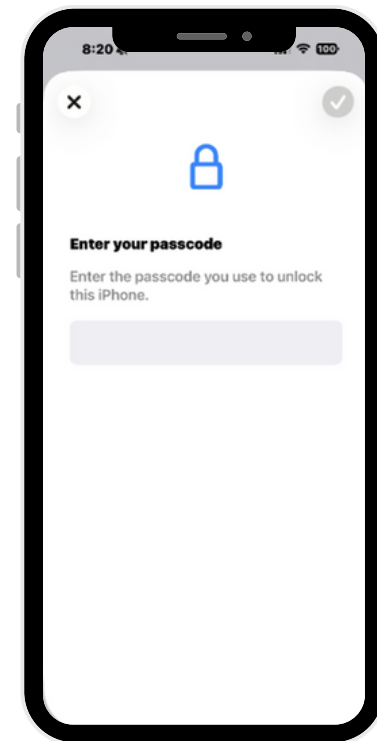 8:20
100
Enter your passcode
Enter the passcode you use to unlock
this iPhone.